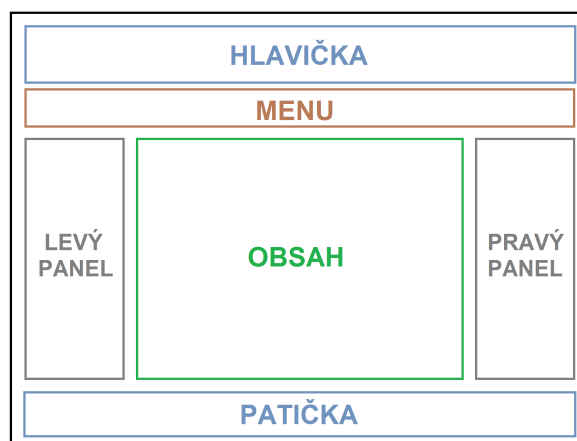 HLAVIČKA
MENU
LEVÝ
PANEL
OBSAH
PRAVÝ
PANEL
PATIČKA